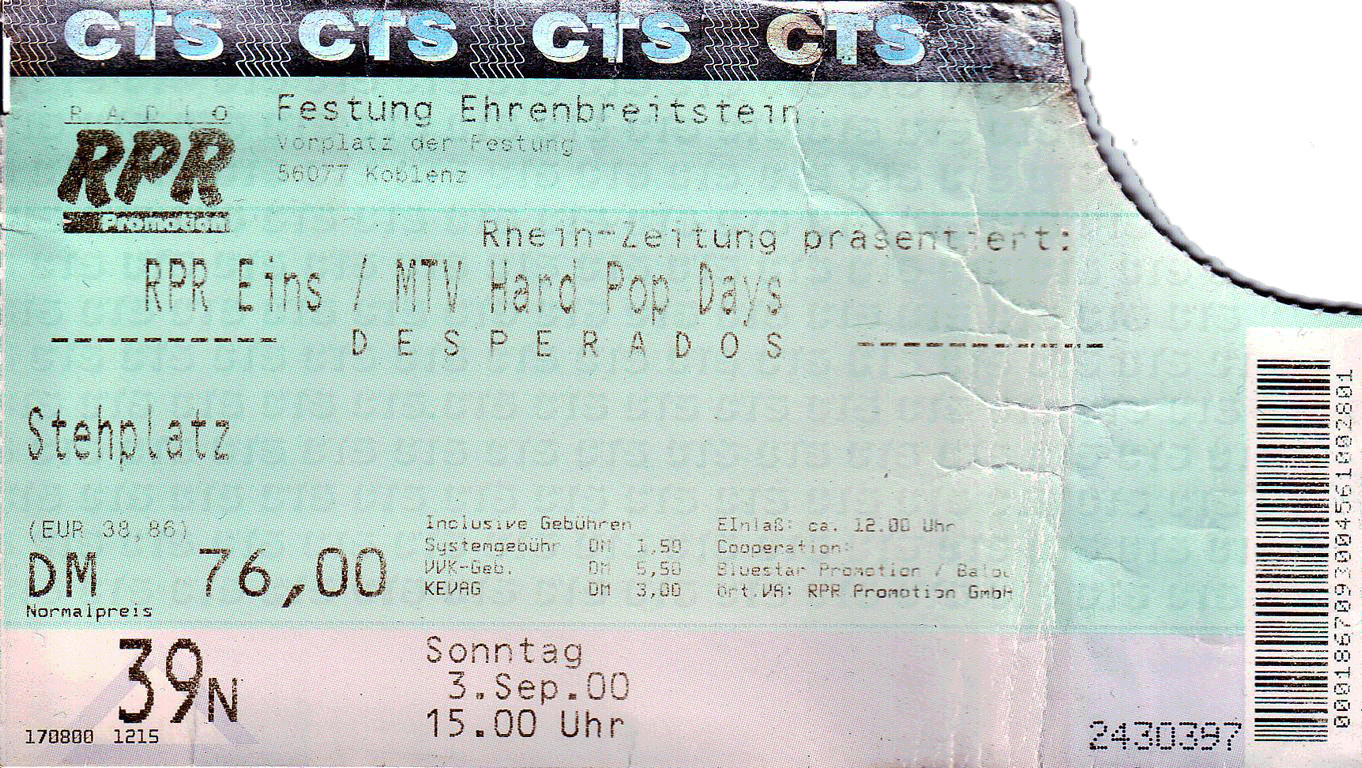 CTS CTS CTS CTS
RADIO
RPR
Promotion
Festung Ehrenbreitstein
Vorplatz der Festung
56077 Koblenz
Rhein-Zeitung präsentiert:
RPR Eins / MTV Hard Pop Days
---------- D E S P E R A D O S -----------
Stehplatz
(EUR 38,86)
DM 76,00
Normalpreis
Inclusive Gebühren
Systemgebühr DM 1,50
VVK-Geb. DM 5,50
KEVAG DM 3,00
EInlaß: ca. 12.00 Uhr
Cooperation:
Bluestar Promotion / Balou
Ort.VA: RPR Promotion GmbH
39N
170800 1215
Sonntag
3.Sep.00
15.00 Uhr
2430397
0001867093004561002801